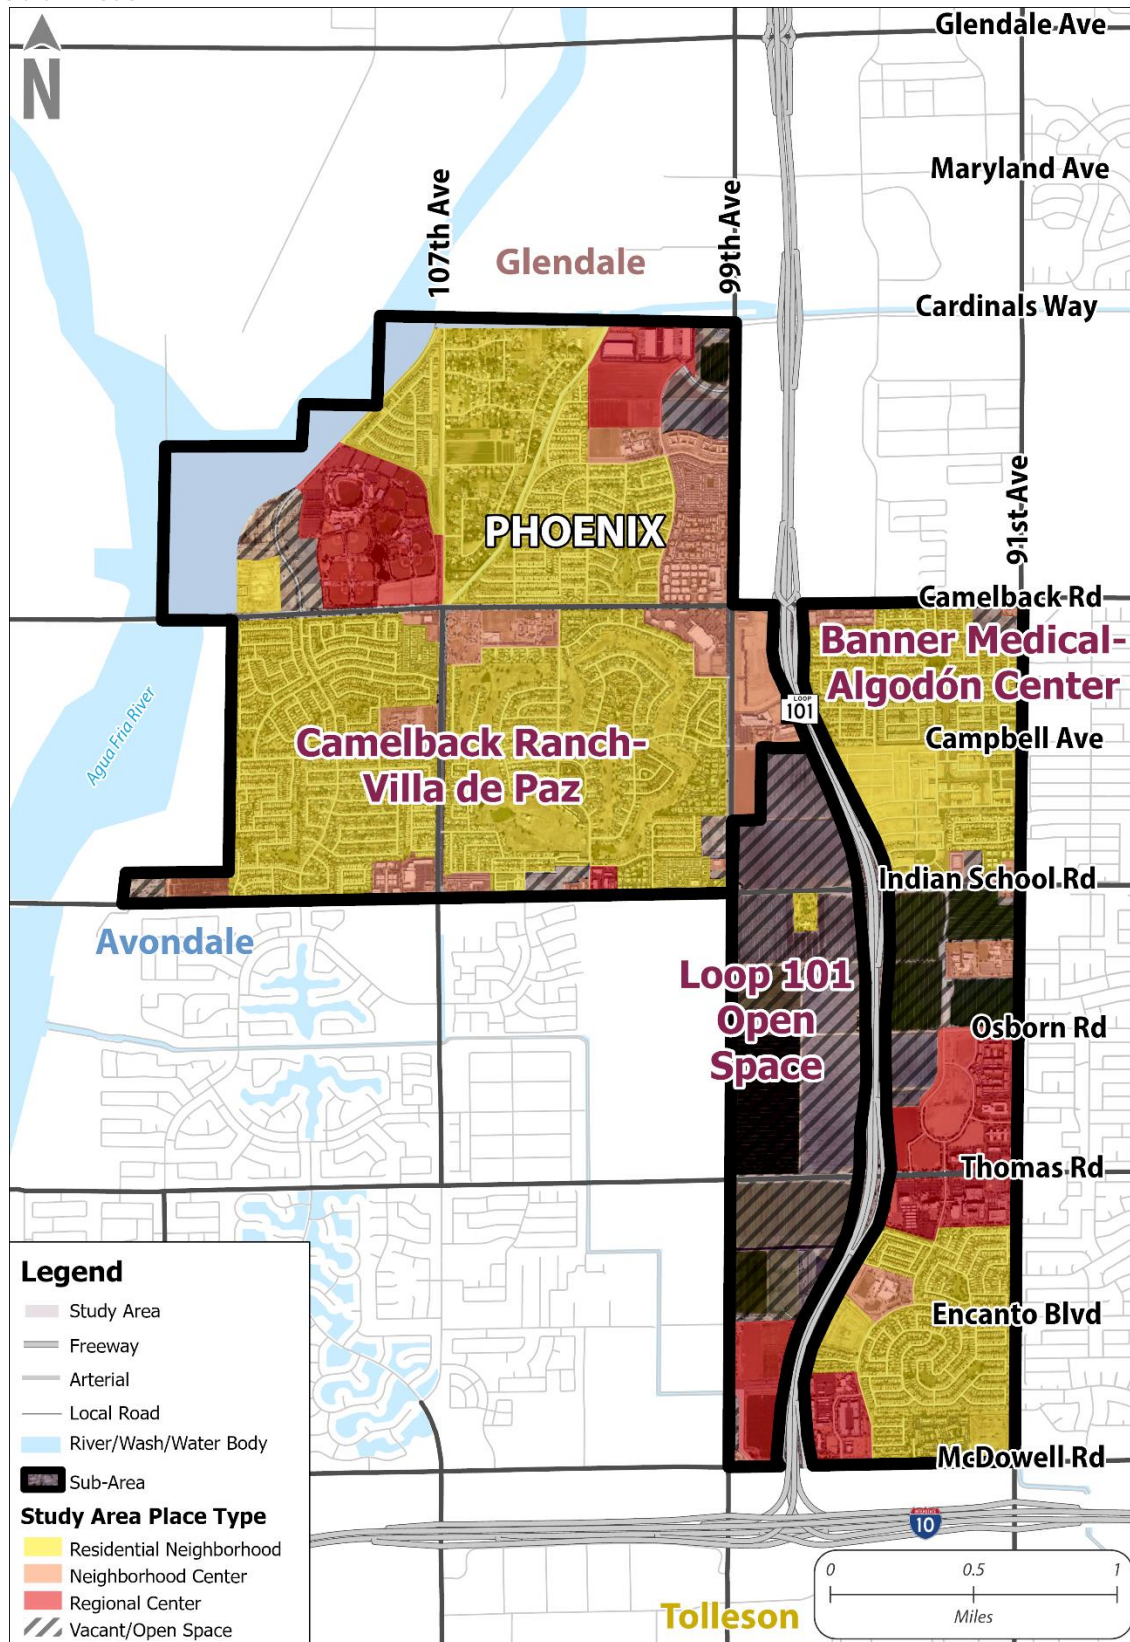 Glendale Ave
N
Maryland Ave
107th Ave
99th Ave
Glendale
Cardinals Way
91st Ave
PHOENIX
Camelback Rd
Banner Medical-
Algodón Center
LOOP
101
Agua Fria River
Camelback Ranch-
Villa de Paz
Campbell Ave
Indian School Rd
Avondale
Loop 101
Open
Space
Osborn Rd
Thomas Rd
Legend
Study Area
Freeway
Arterial
Local Road
River/Wash/Water Body
Sub-Area
Study Area Place Type
Residential Neighborhood
Neighborhood Center
Regional Center
Vacant/Open Space
Encanto Blvd
McDowell Rd
10
0 0.5 1
Miles
Tolleson